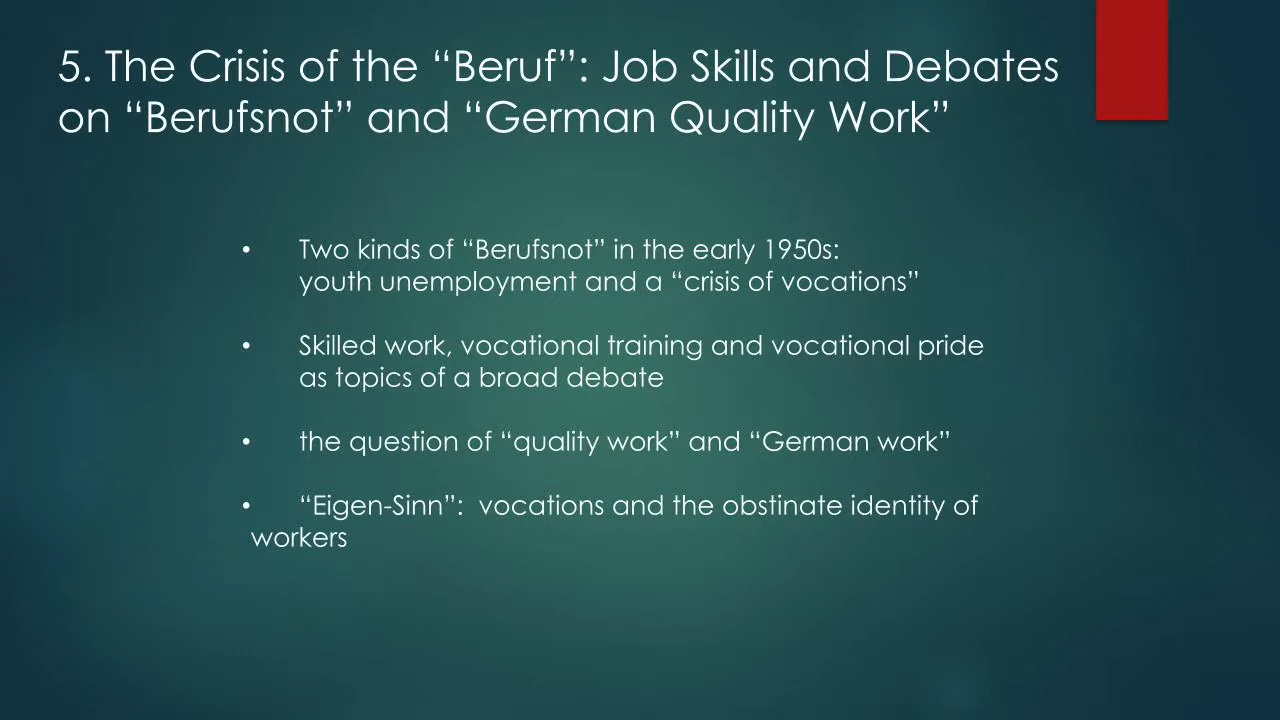 5. The Crisis of the “Beruf”: Job Skills and Debates
on “Berufsnot” and “German Quality Work”
• Two kinds of “Berufsnot” in the early 1950s:
youth unemployment and a “crisis of vocations”
• Skilled work, vocational training and vocational pride
as topics of a broad debate
• the question of “quality work” and “German work”
• “Eigen-Sinn”:  vocations and the obstinate identity of
workers